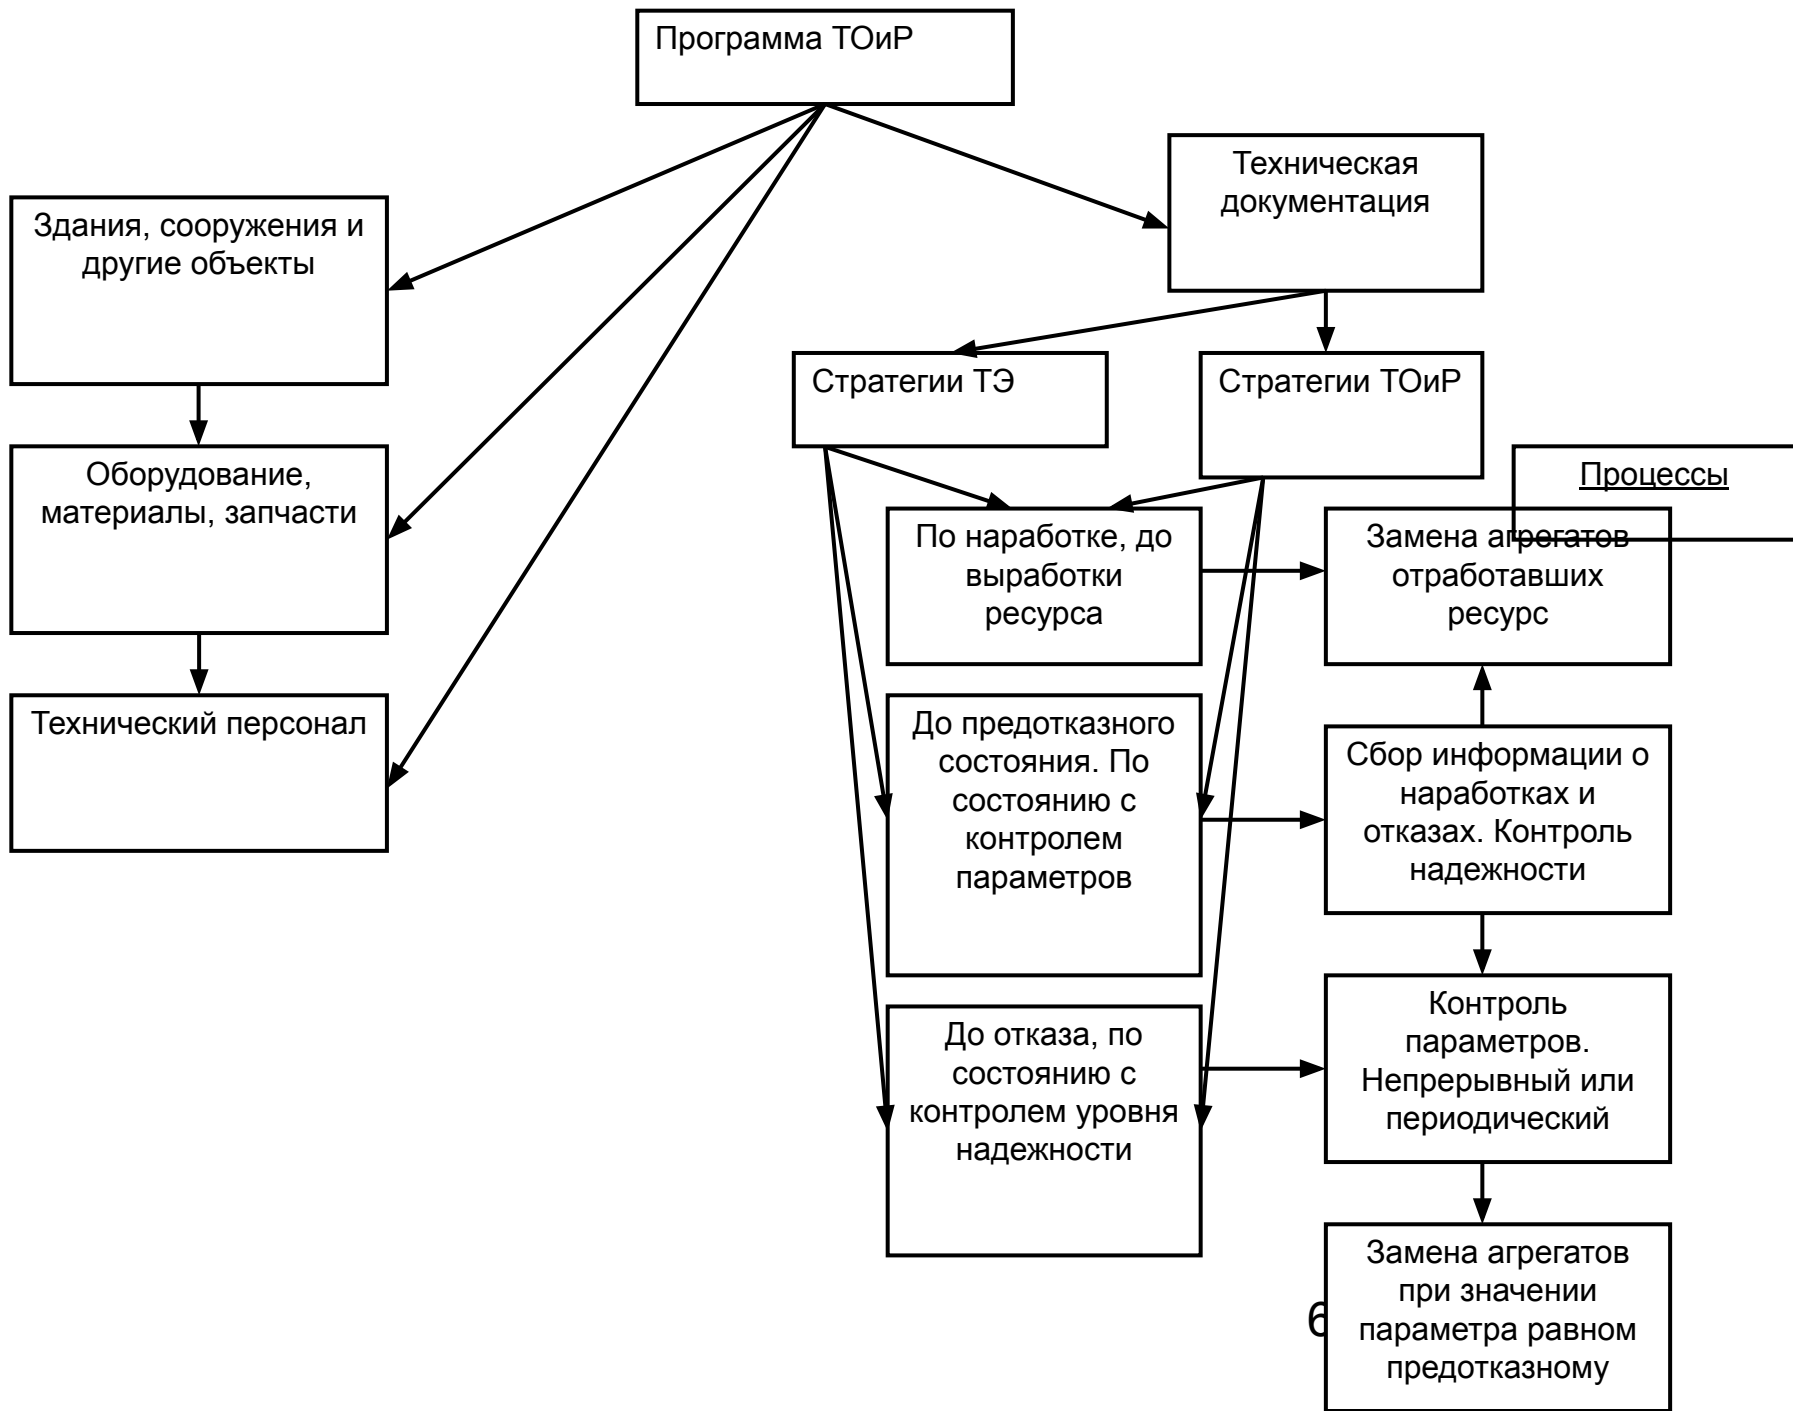 Программа ТОиР
Техническая
документация
Здания, сооружения и
другие объекты
Стратегии ТЭ
Стратегии ТОиР
Оборудование,
материалы, запчасти
Процессы
По наработке, до
выработки
ресурса
Замена агрегатов
отработавших
ресурс
Технический персонал
До предотказного
состояния. По
состоянию с
контролем
параметров
Сбор информации о
наработках и
отказах. Контроль
надежности
До отказа, по
состоянию с
контролем уровня
надежности
Контроль
параметров.
Непрерывный или
периодический
Замена агрегатов
при значении
параметра равном
предотказному
6